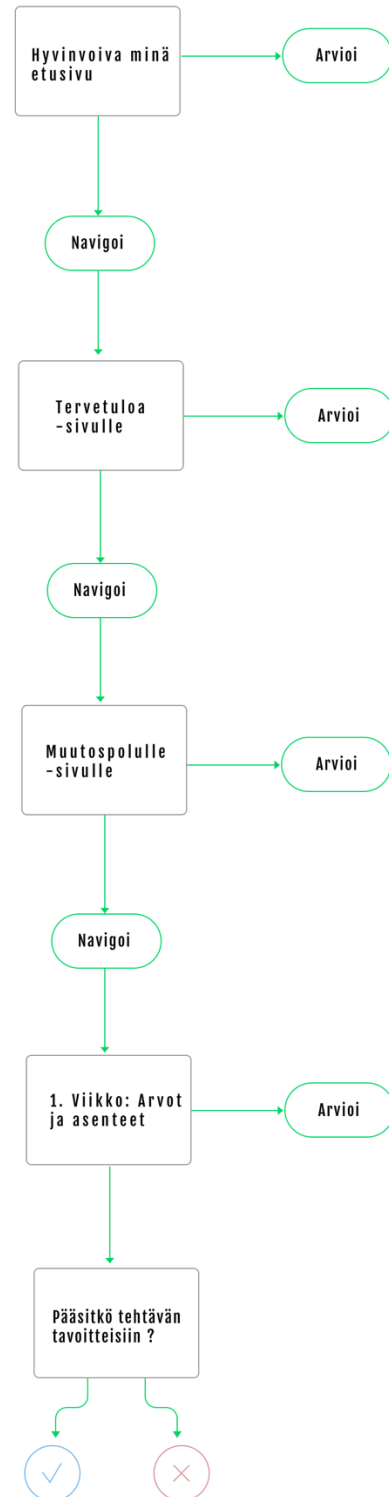 Hyvinvoiva minä
etusivu
Arvioi
Navigoi
Tervetuloa
-sivulle
Arvioi
Navigoi
Muutospolulle
-sivulle
Arvioi
Navigoi
1. Viikko: Arvot
ja asenteet
Arvioi
Pääsitkö tehtävän
tavoitteisiin ?